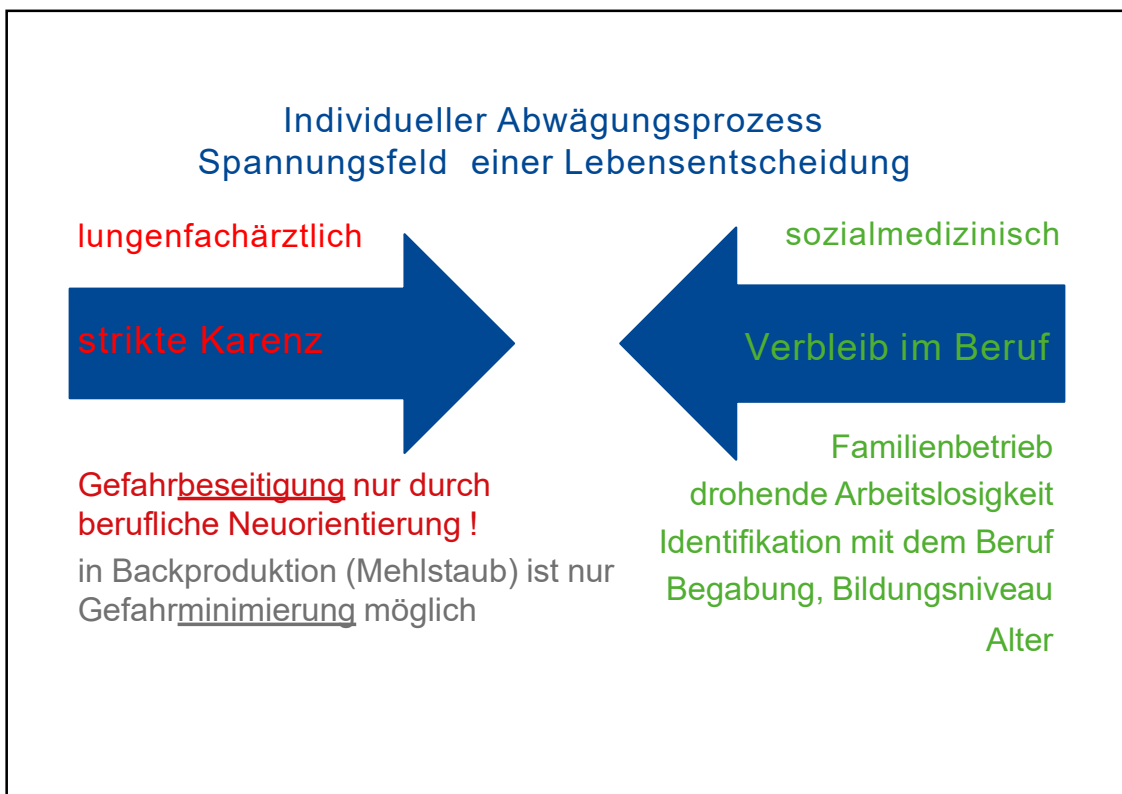 Individueller Abwägungsprozess
Spannungsfeld einer Lebensentscheidung
lungenfachärztlich
strikte Karenz
Gefahrbeseitigung nur durch
berufliche Neuorientierung !
in Backproduktion (Mehlstaub) ist nur
Gefahrminimierung möglich
sozialmedizinisch
Verbleib im Beruf
Familienbetrieb
drohende Arbeitslosigkeit
Identifikation mit dem Beruf
Begabung, Bildungsniveau
Alter